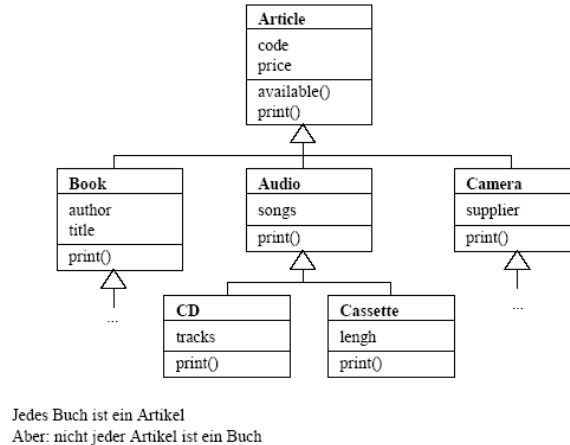 Article
code
price
available()
print()
Book
author
title
print()
Audio
songs
print()
Camera
supplier
print()
...
CD
tracks
print()
Cassette
lengh
print()
...
Jedes Buch ist ein Artikel
Aber: nicht jeder Artikel ist ein Buch